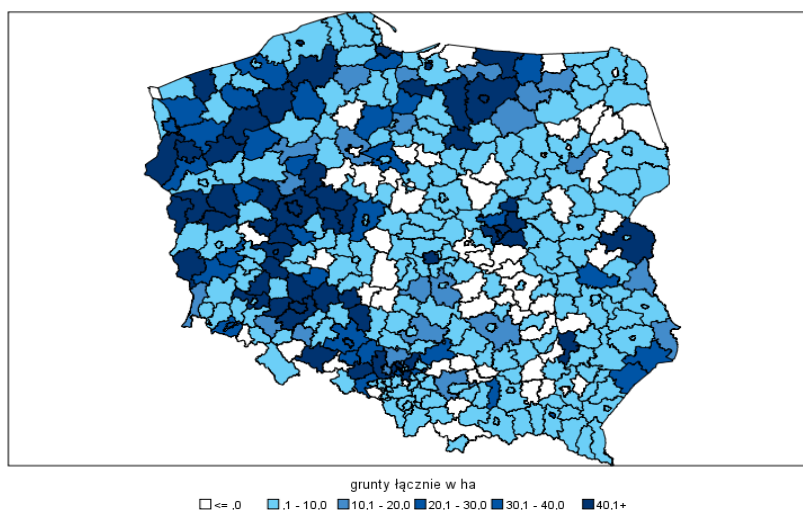 grunty łącznie w ha
<= ,0 ,1 - 10,0 10,1 - 20,0 20,1 - 30,0 30,1 - 40,0 40,1+